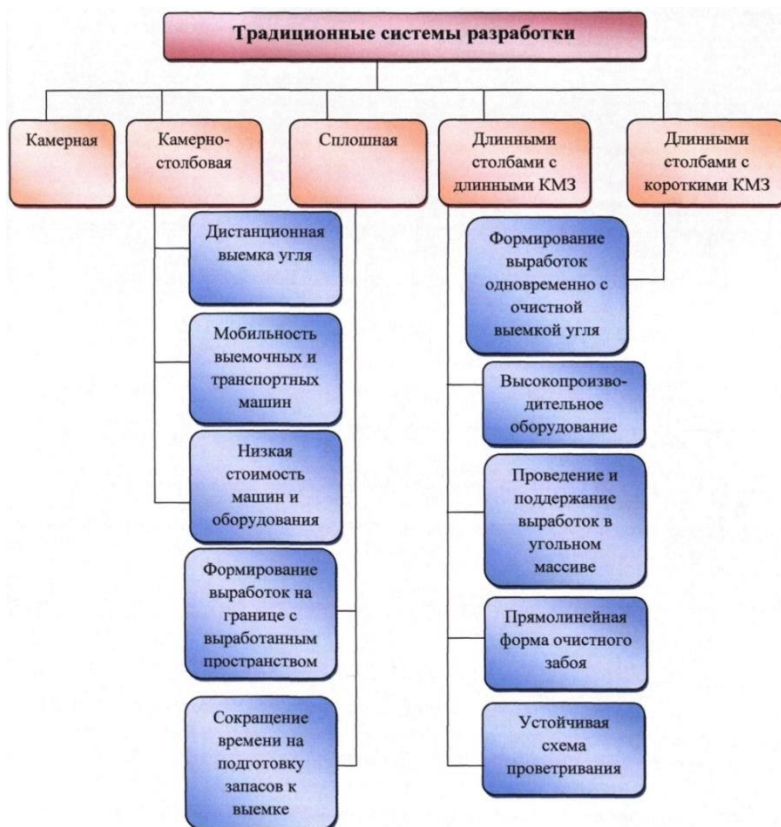 Традиционные системы разработки
Камерная
Камерно-
столбовая
Сплошная
Длинными
столбами с
длинными КМЗ
Длинными
столбами с
короткими КМЗ
Дистанционная
выемка угля
Мобильность
выемочных и
транспортных
машин
Низкая
стоимость
машин и
оборудования
Формирование
выработок на
границе с
выработанным
пространством
Сокращение
времени на
подготовку
запасов к
выемке
Формирование
выработок
одновременно с
очистной
выемкой угля
Высокопроизво-
дительное
оборудование
Проведение и
поддержание
выработок в
угольном
массиве
Прямолинейная
форма очистного
забоя
Устойчивая
схема
проветривания